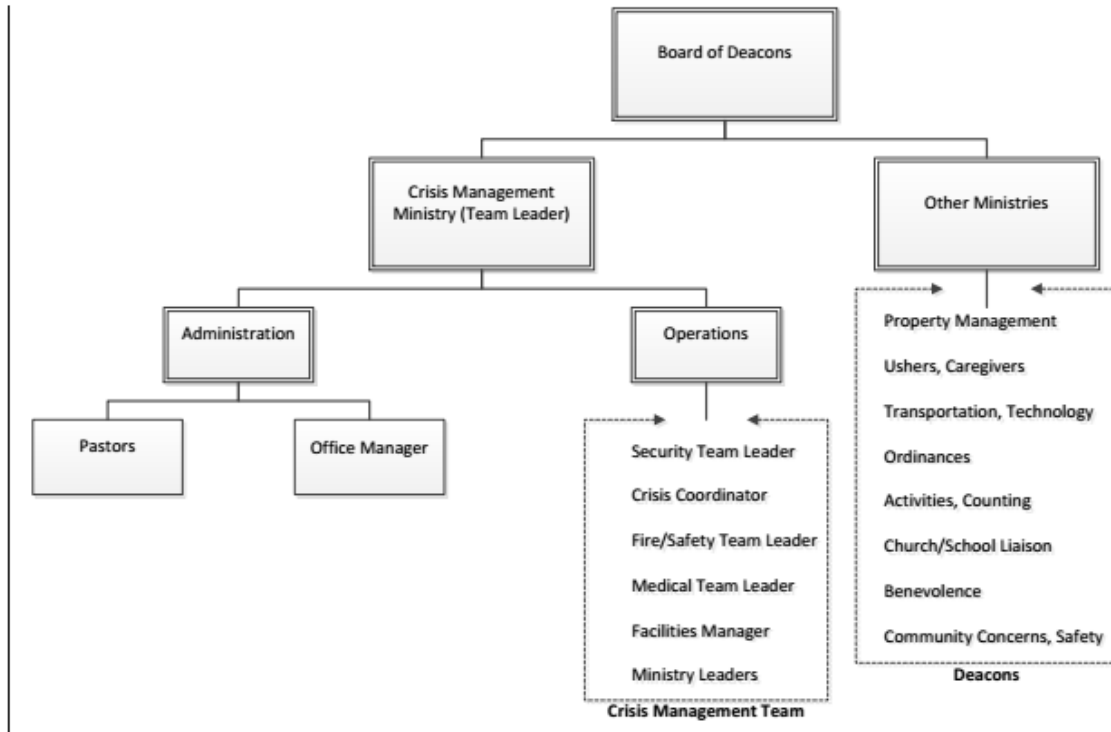 Board of Deacons
Crisis Management
Ministry (Team Leader)
Other Ministries
Administration
Operations
Pastors
Office Manager
Security Team Leader
Crisis Coordinator
Fire/Safety Team Leader
Medical Team Leader
Facilities Manager
Ministry Leaders
Crisis Management Team
Property Management
Ushers, Caregivers
Transportation, Technology
Ordinances
Activities, Counting
Church/School Liaison
Benevolence
Community Concerns, Safety
Deacons